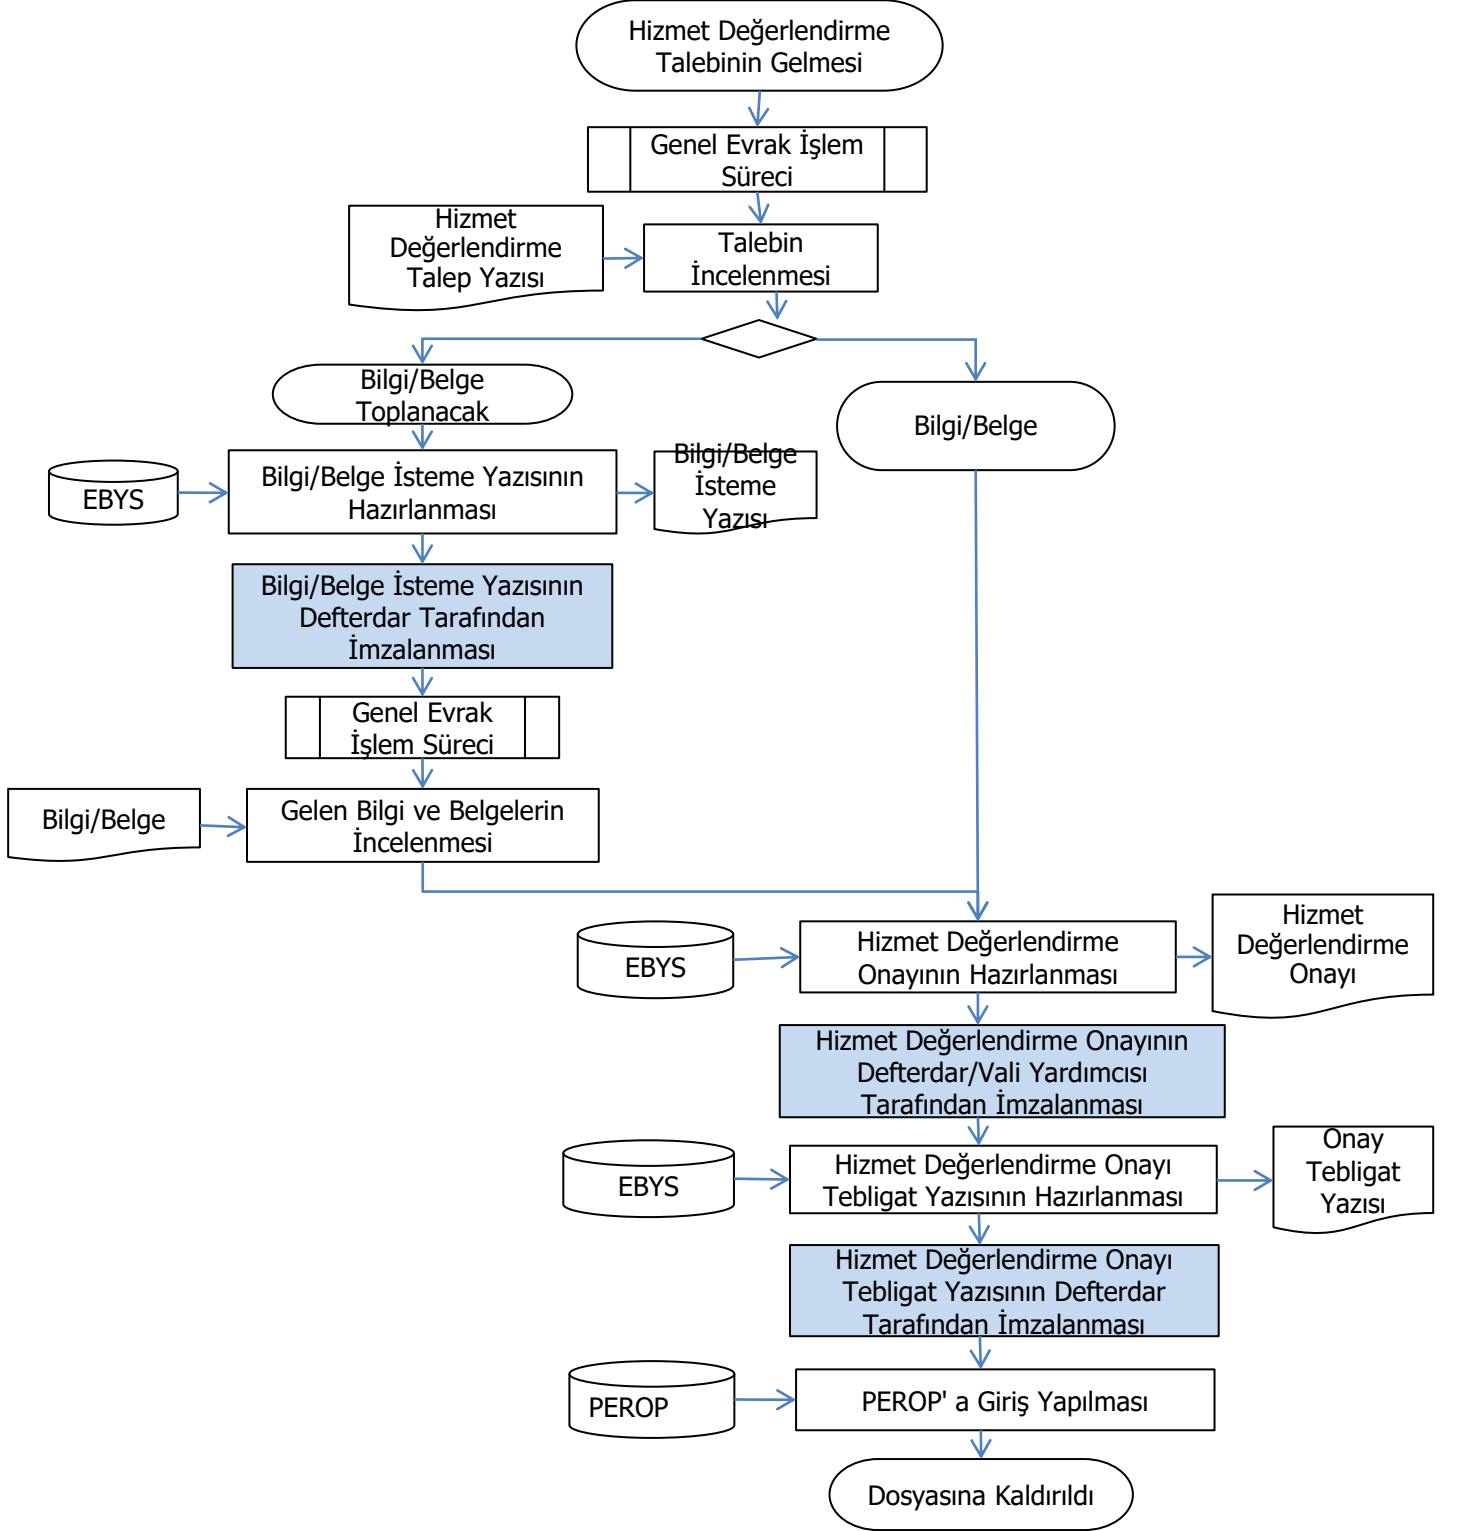 Hizmet Değerlendirme
Talebinin Gelmesi
Genel Evrak İşlem
Süreci
Hizmet
Değerlendirme
Talep Yazısı
Talebin
İncelenmesi
Bilgi/Belge
Toplanacak
Bilgi/Belge
EBYS
Bilgi/Belge İsteme Yazısının
Hazırlanması
Bilgi/Belge
İsteme
Yazısı
Bilgi/Belge İsteme Yazısının
Defterdar Tarafından
İmzalanması
Genel Evrak
İşlem Süreci
Bilgi/Belge
Gelen Bilgi ve Belgelerin
İncelenmesi
EBYS
Hizmet Değerlendirme
Onayının Hazırlanması
Hizmet
Değerlendirme
Onayı
Hizmet Değerlendirme Onayının
Defterdar/Vali Yardımcısı
Tarafından İmzalanması
EBYS
Hizmet Değerlendirme Onayı
Tebligat Yazısının Hazırlanması
Onay
Tebligat
Yazısı
Hizmet Değerlendirme Onayı
Tebligat Yazısının Defterdar
Tarafından İmzalanması
PEROP
PEROP' a Giriş Yapılması
Dosyasına Kaldırıldı